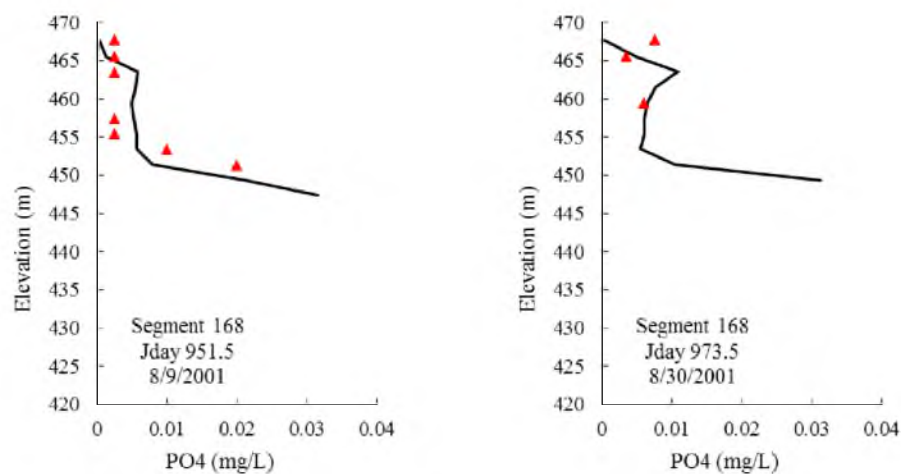 470
465
460
455
450
445
440
435
430
425
420
Elevation (m)
Segment 168
Jday 951.5
8/9/2001
0 0.01 0.02 0.03 0.04
PO4 (mg/L)
470
465
460
455
450
445
440
435
430
425
420
Elevation (m)
Segment 168
Jday 973.5
8/30/2001
0 0.01 0.02 0.03 0.04
PO4 (mg/L)